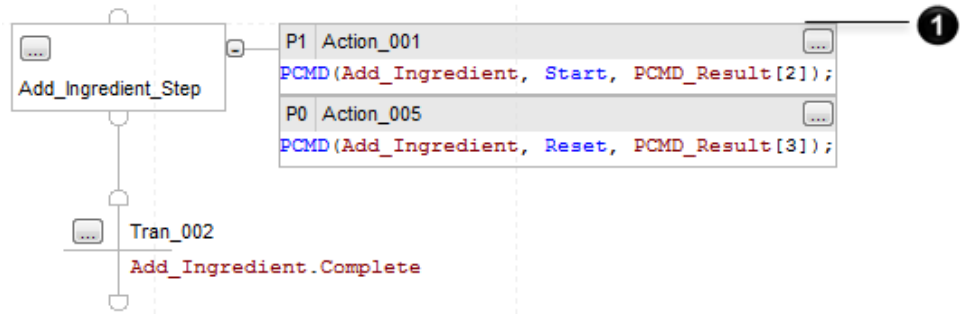 1
...
P1 Action_001 ...
PCMD(Add_Ingredient, Start, PCMD_Result[2]);
Add_Ingredient_Step
P0 Action_005 ...
PCMD(Add_Ingredient, Reset, PCMD_Result[3]);
... Tran_002
Add_Ingredient.Complete